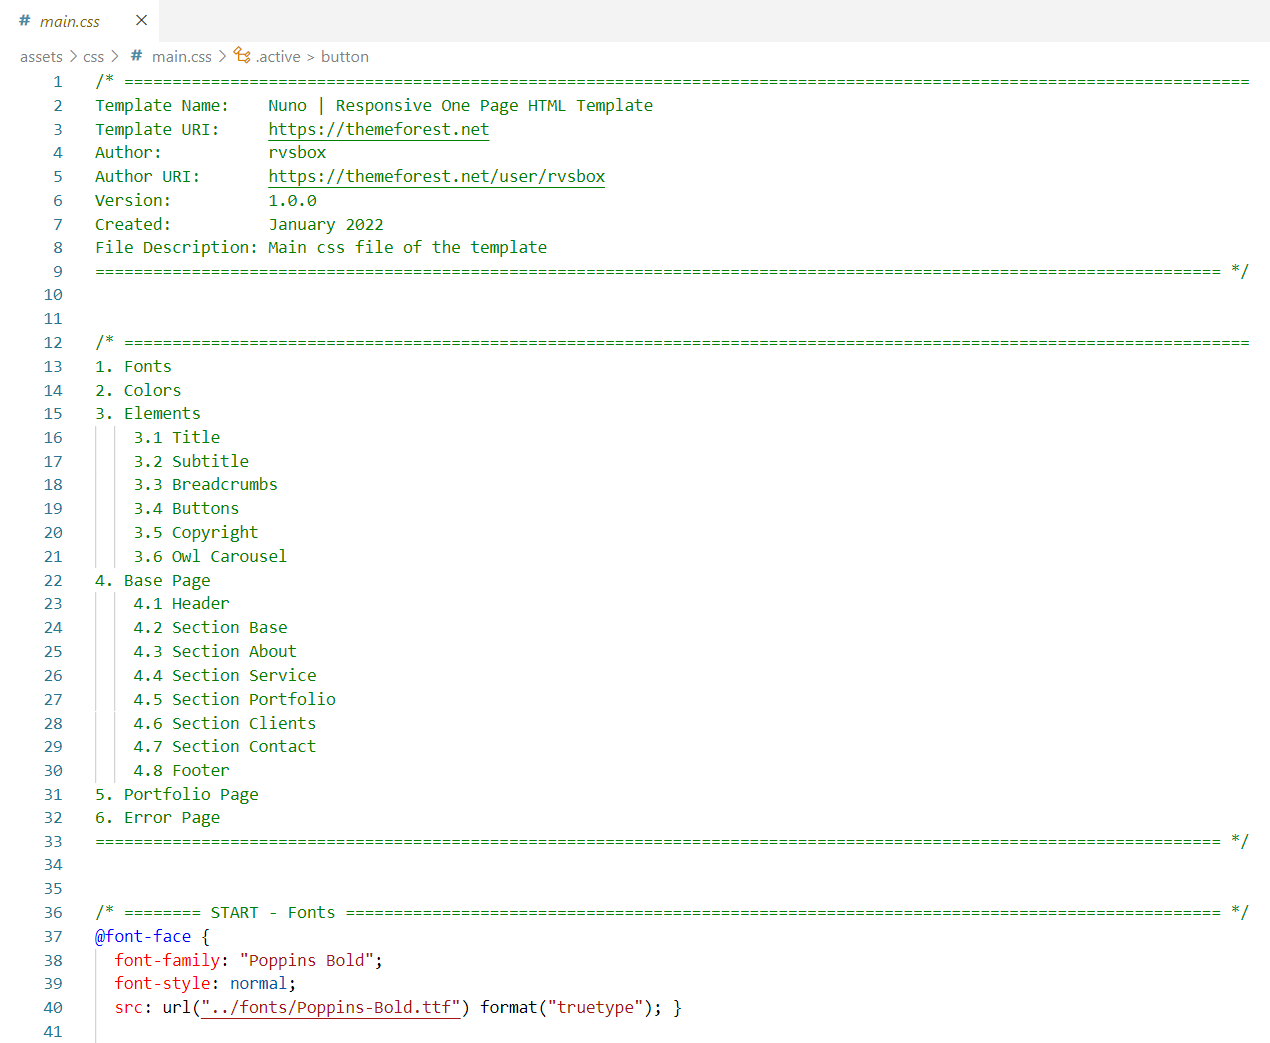 # main.css ×
assets > css > # main.css > .active > button
1 /* =====================================================================================================================
2 Template Name:    Nuno | Responsive One Page HTML Template
3 Template URI:     https://themeforest.net
4 Author:           rvsbox
5 Author URI:       https://themeforest.net/user/rvsbox
6 Version:          1.0.0
7 Created:          January 2022
8 File Description: Main css file of the template
9 ===================================================================================================================== */
10
11
12 /* =====================================================================================================================
13 1. Fonts
14 2. Colors
15 3. Elements
16     3.1 Title
17     3.2 Subtitle
18     3.3 Breadcrumbs
19     3.4 Buttons
20     3.5 Copyright
21     3.6 Owl Carousel
22 4. Base Page
23     4.1 Header
24     4.2 Section Base
25     4.3 Section About
26     4.4 Section Service
27     4.5 Section Portfolio
28     4.6 Section Clients
29     4.7 Section Contact
30     4.8 Footer
31 5. Portfolio Page
32 6. Error Page
33 ===================================================================================================================== */
34
35
36 /* ======== START - Fonts =========================================================================================== */
37 @font-face {
38   font-family: "Poppins Bold";
39   font-style: normal;
40   src: url("../fonts/Poppins-Bold.ttf") format("truetype"); }
41